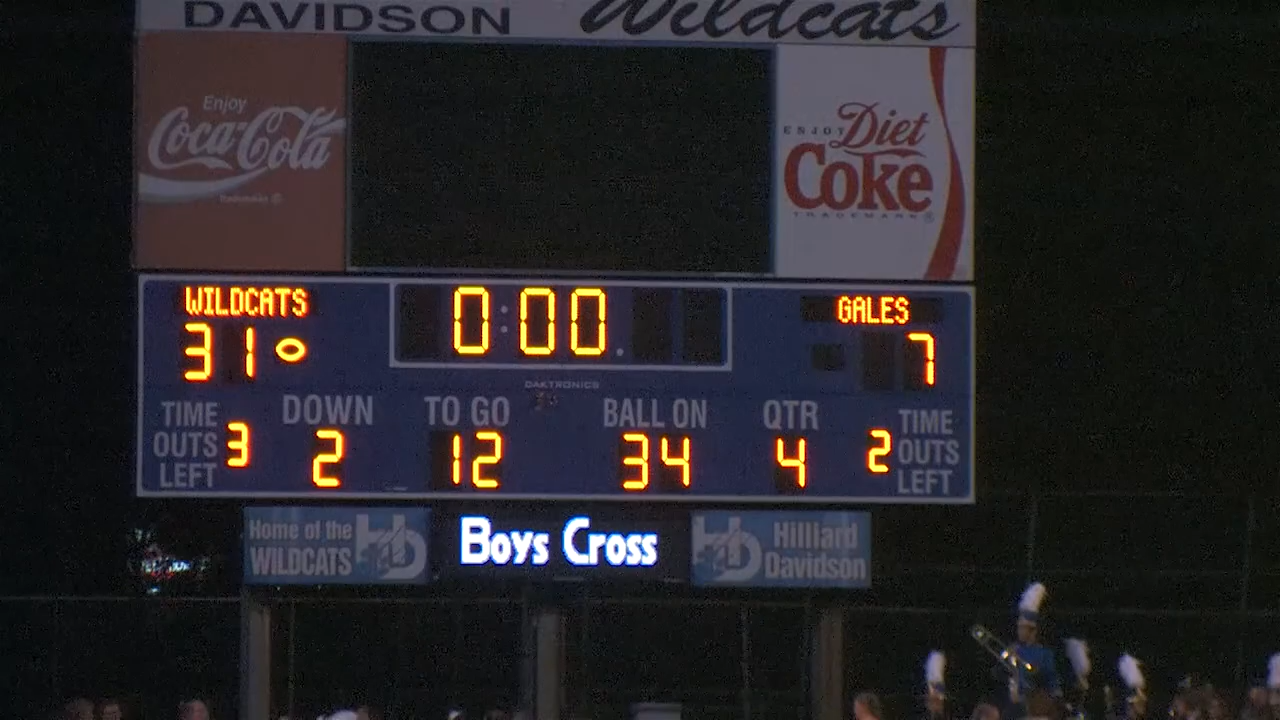 DAVIDSON Wildcats
Enjoy
Coca-Cola
ENJOY Diet
Coke
TRADEMARK ®
WILDCATS 0:00 GALES
31 7
DAKTRONICS
TIME OUTS LEFT 3
DOWN 2
TO GO 12
BALL ON 34
QTR 4
2 TIME OUTS LEFT
Home of the
WILDCATS
Boys Cross
Hilliard
Davidson